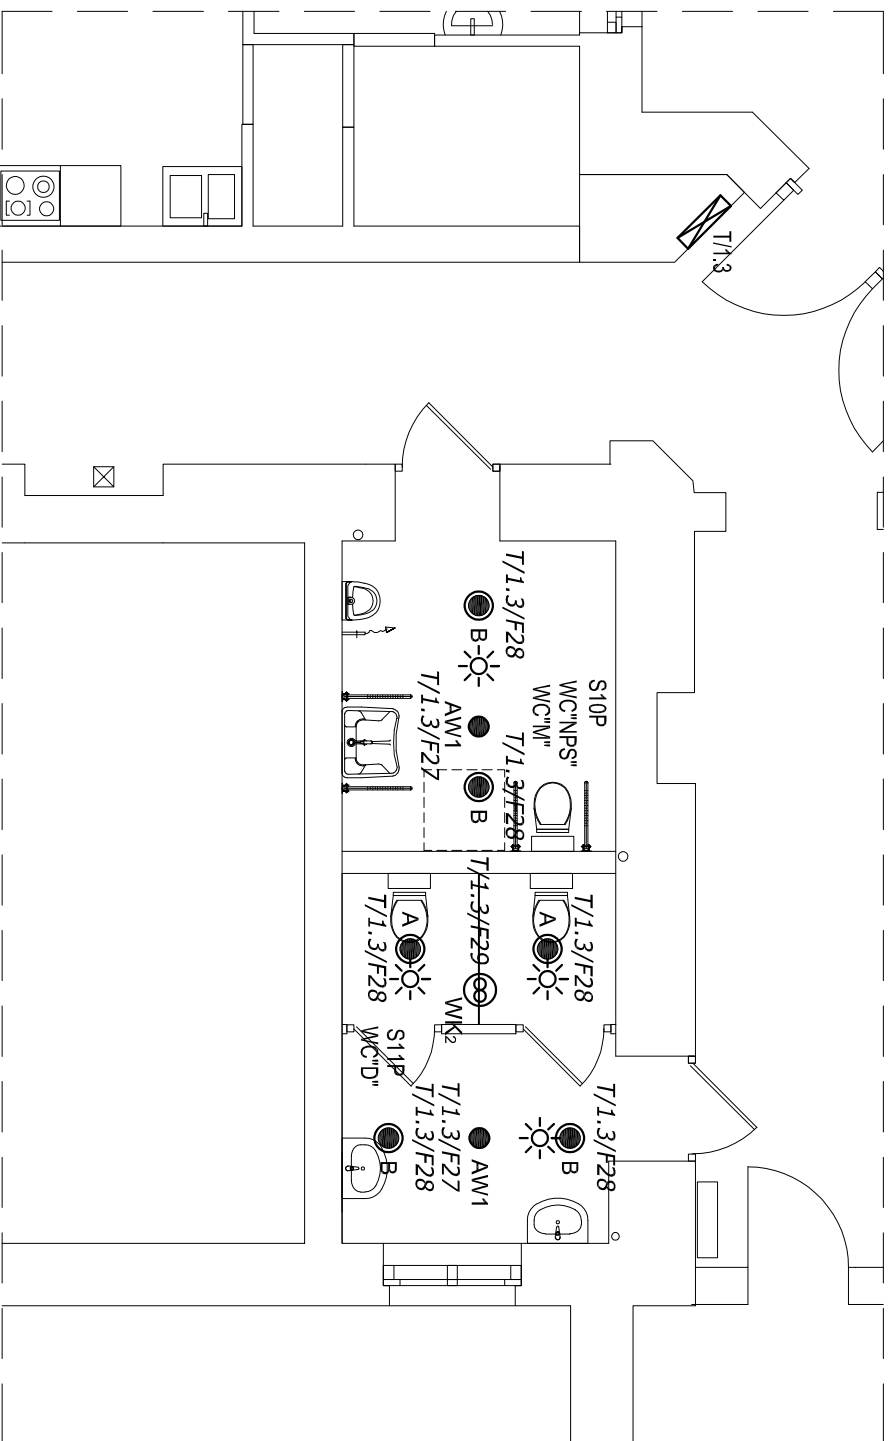 T/1.3
T/1.3/F28
B
S10P
WC"NPS"
WC"M"
AW1
T/1.3/F27
T/1.3/F28
B
T/1.3/F29
A
T/1.3/F28
A
T/1.3/F28
WK2
S11P
WC"D"
T/1.3/F28
B
T/1.3/F27
AW1
T/1.3/F28
B